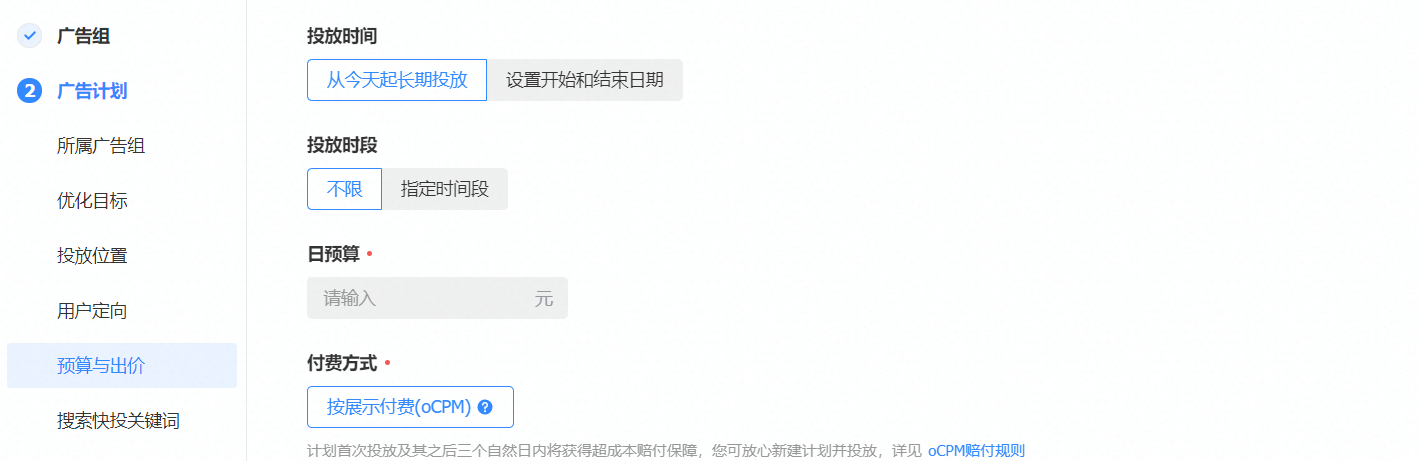 广告组
2 广告计划
所属广告组
优化目标
投放位置
用户定向
预算与出价
搜索快投关键词
投放时间
从今天起长期投放 设置开始和结束日期
投放时段
不限 指定时间段
日预算
请输入 元
付费方式
按展示付费(oCPM) ?
计划首次投放及其之后三个自然日内将获得超成本赔付保障，您可放心新建计划并投放，详见 oCPM赔付规则